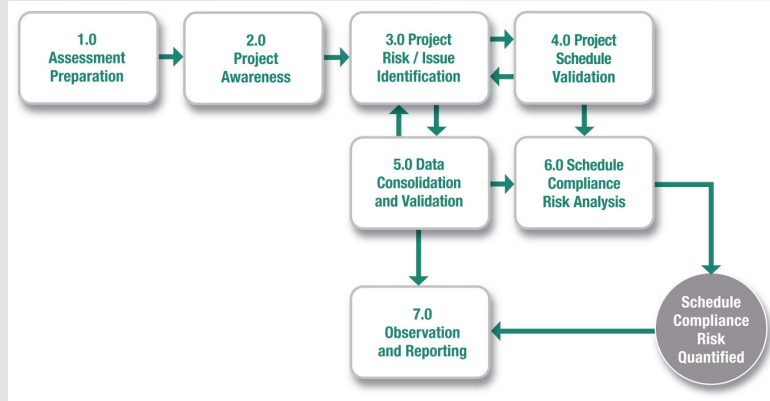 1.0
Assessment
Preparation
2.0
Project
Awareness
3.0 Project
Risk / Issue
Identification
4.0 Project
Schedule
Validation
5.0 Data
Consolidation
and Validation
6.0 Schedule
Compliance
Risk Analysis
7.0
Observation
and Reporting
Schedule
Compliance
Risk
Quantified